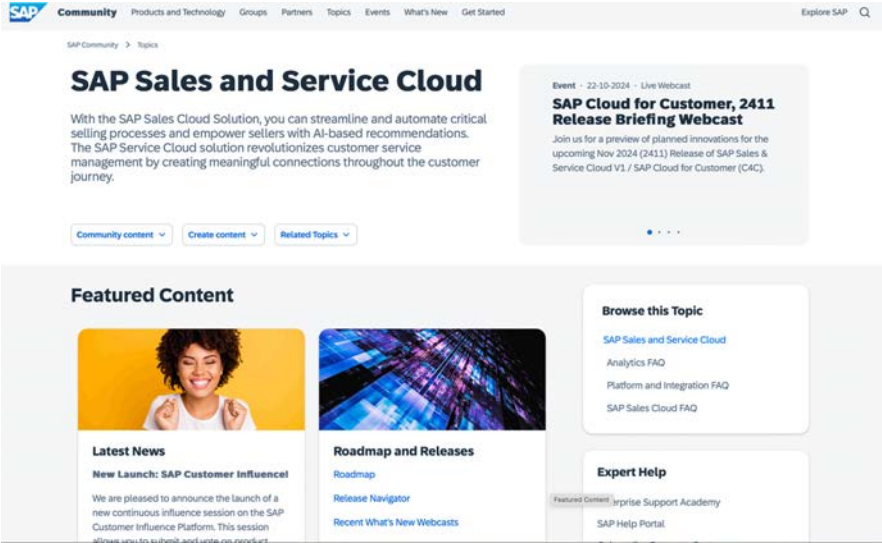 SAP Community Products and Technology Groups Partners Topics Events What's New Get Started Explore SAP
SAP Community > Topics
SAP Sales and Service Cloud
With the SAP Sales Cloud Solution, you can streamline and automate critical
selling processes and empower sellers with AI-based recommendations.
The SAP Service Cloud solution revolutionizes customer service
management by creating meaningful connections throughout the customer
journey.
Community content
Create content
Related Topics
Event · 22-10-2024 · Live Webcast
SAP Cloud for Customer, 2411
Release Briefing Webcast
Join us for a preview of planned innovations for the
upcoming Nov 2024 (2411) Release of SAP Sales &
Service Cloud V1 / SAP Cloud for Customer (C4C).
Featured Content
Latest News
New Launch: SAP Customer Influence!
We are pleased to announce the launch of a
new continuous influence session on the SAP
Customer Influence Platform. This session
allows you to submit and vote on product
Roadmap and Releases
Roadmap
Release Navigator
Recent What's New Webcasts
Browse this Topic
SAP Sales and Service Cloud
Analytics FAQ
Platform and Integration FAQ
SAP Sales Cloud FAQ
Expert Help
Featured Content
erprise Support Academy
SAP Help Portal